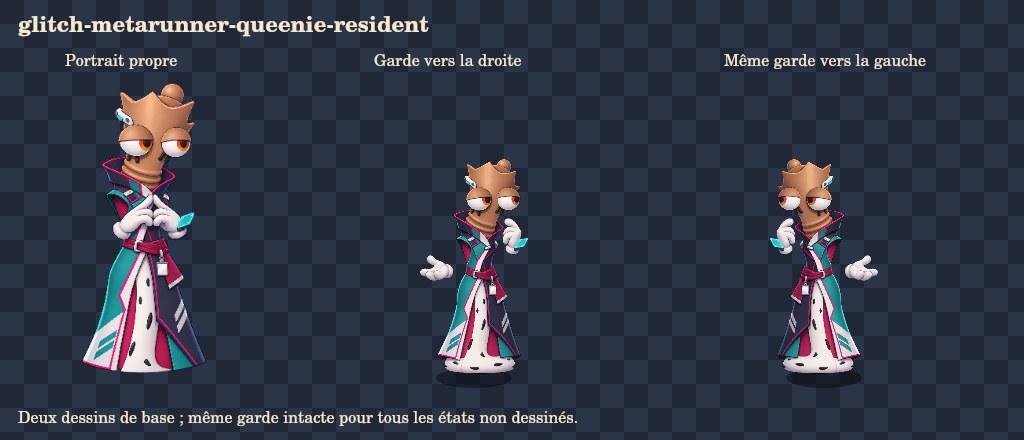 glitch-metarunner-queenie-resident
Portrait propre
Garde vers la droite
Même garde vers la gauche
Deux dessins de base ; même garde intacte pour tous les états non dessinés.